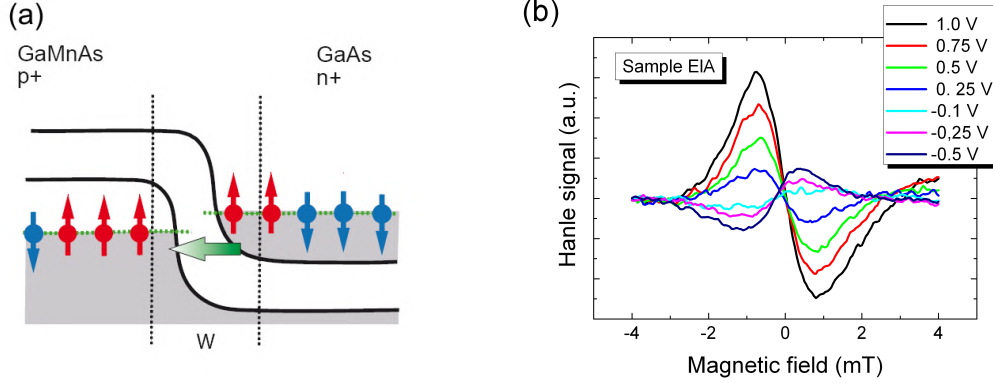 (a)
GaMnAs
p+
GaAs
n+
W
(b)
Sample EIA
1.0 V
0.75 V
0.5 V
0. 25 V
-0.1 V
-0,25 V
-0.5 V
Hanle signal (a.u.)
-4
-2
0
2
4
Magnetic field (mT)